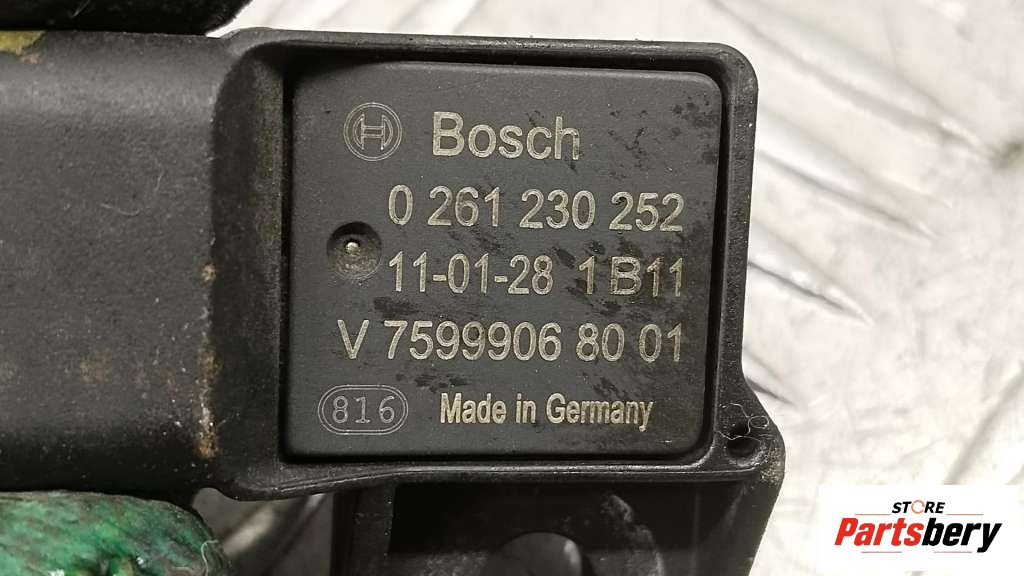 Bosch
0 261 230 252
11-01-28 1 B11
V 7599906 80 01
816 Made in Germany
STORE
Partsbery